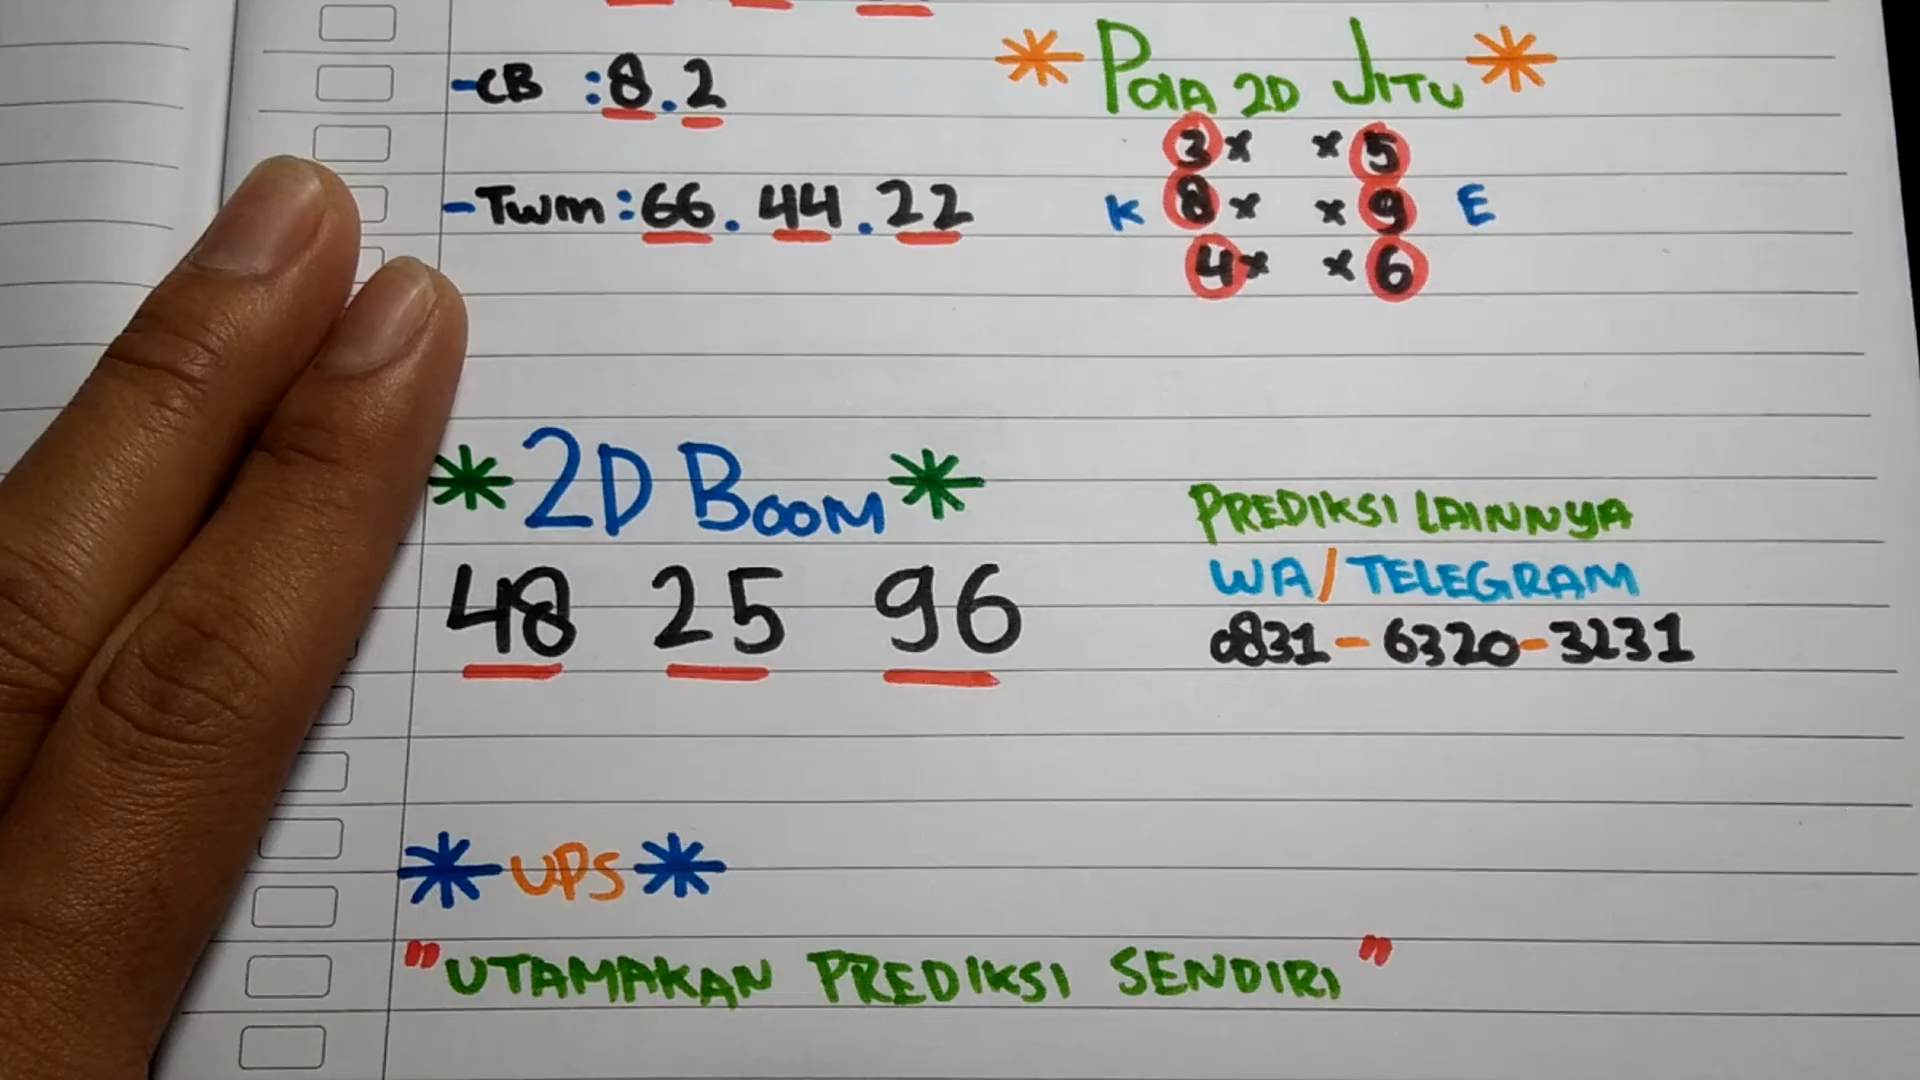 -CB : 8.2
-Twm : 66.44.22
* Pola 2D JITU *
3x x5
K 8x x9 E
4x x6
* 2D BOOM *
48 25 96
PREDIKSI LAINNYA
WA/TELEGRAM
0831-6320-3231
* UPS *
"UTAMAKAN PREDIKSI SENDIRI"